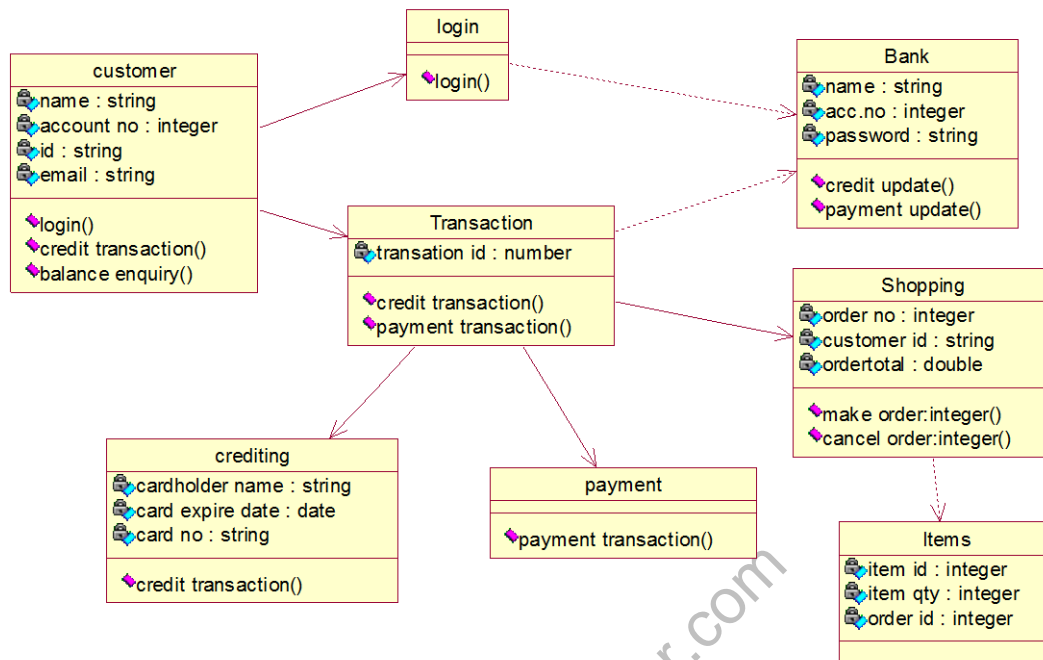 login
login()
customer
name : string
account no : integer
id : string
email : string
login()
credit transaction()
balance enquiry()
Bank
name : string
acc.no : integer
password : string
credit update()
payment update()
Transaction
transation id : number
credit transaction()
payment transaction()
Shopping
order no : integer
customer id : string
ordertotal : double
make order:integer()
cancel order:integer()
crediting
cardholder name : string
card expire date : date
card no : string
credit transaction()
payment
payment transaction()
Items
item id : integer
item qty : integer
order id : integer
r.com